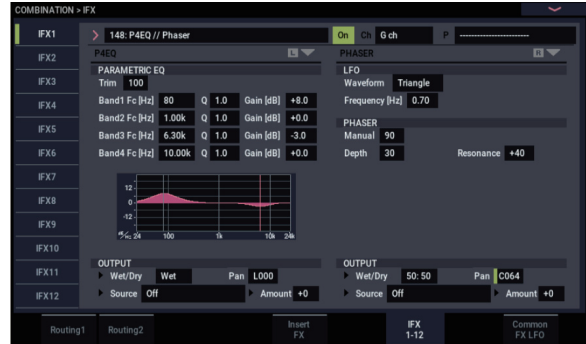 COMBINATION > IFX
IFX1 148: P4EQ // Phaser On Ch G ch P ------------------------
IFX2 P4EQ L PHASER R
PARAMETRIC EQ LFO
IFX3 Trim 100 Waveform Triangle
IFX4 Band1 Fc [Hz] 80 Q 1.0 Gain [dB] +8.0 Frequency [Hz] 0.70
Band2 Fc [Hz] 1.00k Q 1.0 Gain [dB] +0.0 PHASER
IFX5 Band3 Fc [Hz] 6.30k Q 1.0 Gain [dB] -3.0 Manual 90
IFX6 Band4 Fc [Hz] 10.00k Q 1.0 Gain [dB] +0.0 Depth 30 Resonance +40
IFX7
12
IFX8 0
IFX9 -12
24 100 1k 10k 24k
IFX10
OUTPUT OUTPUT
IFX11 Wet/Dry Wet Pan L000 Wet/Dry 50: 50 Pan C064
IFX12 Source Off Amount +0 Source Off Amount +0
Routing1 Routing2 Insert FX IFX 1-12 Common FX LFO